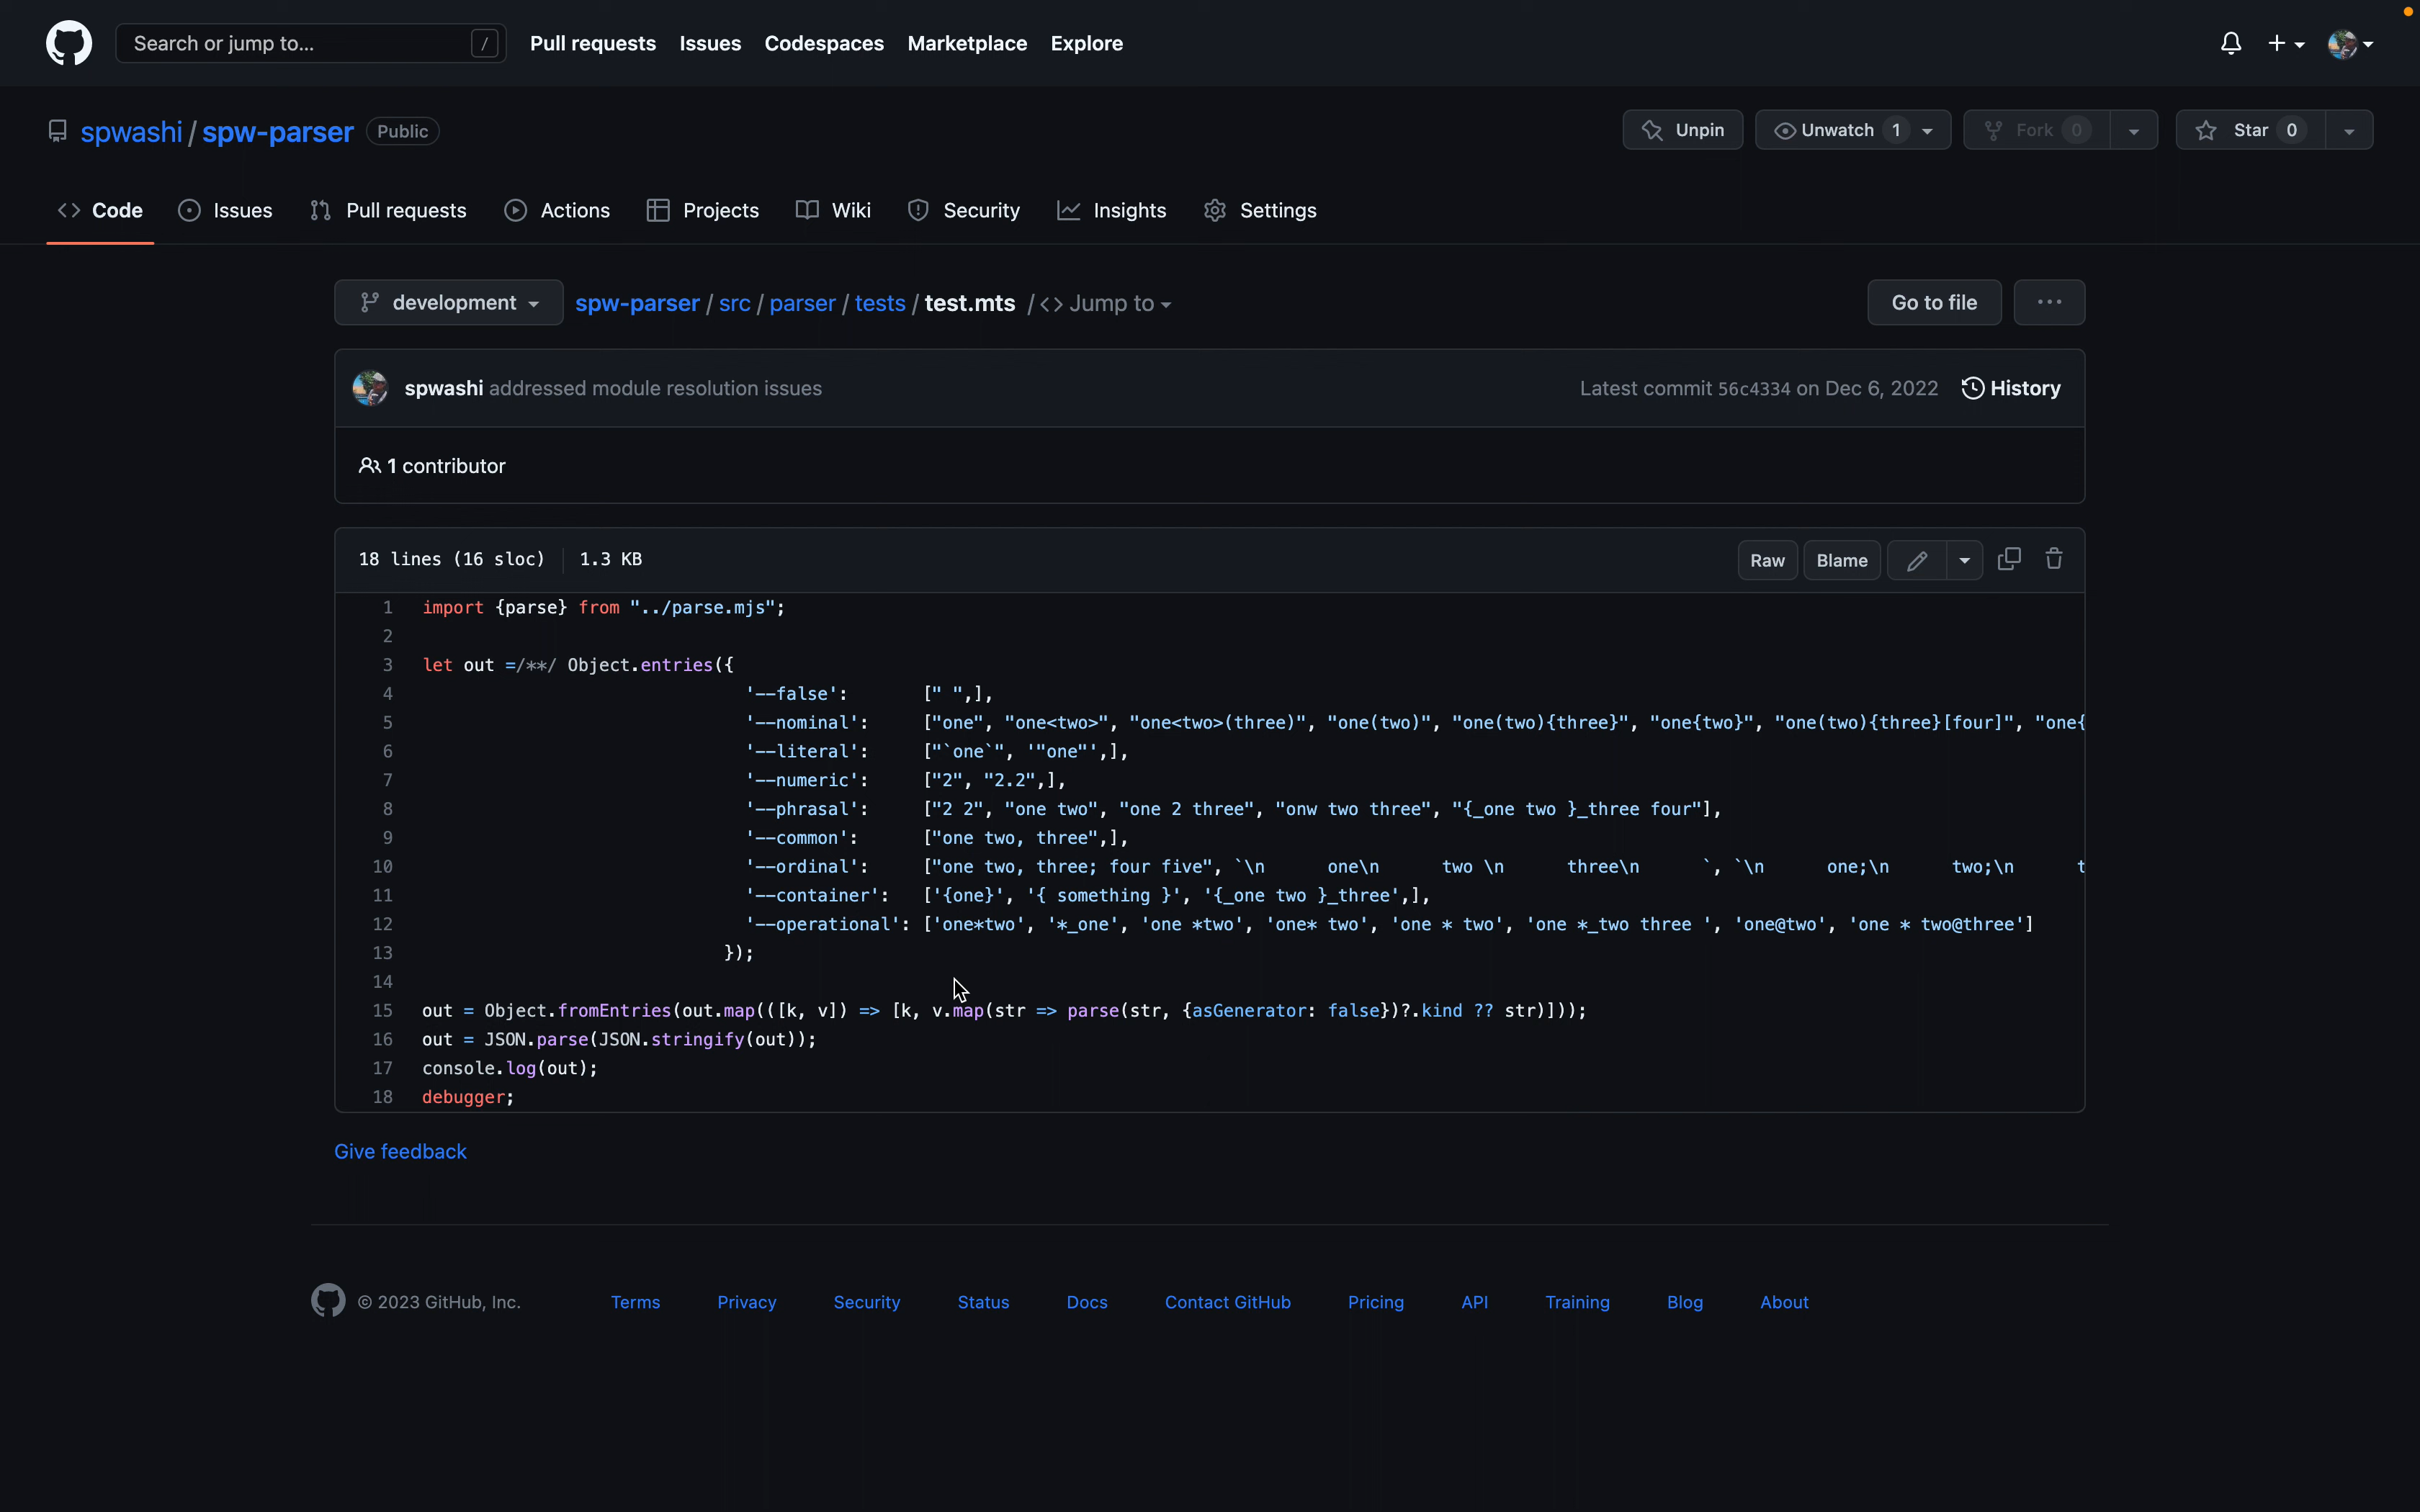 Search or jump to... / Pull requests Issues Codespaces Marketplace Explore
spwashi / spw-parser Public Unpin Unwatch 1 Fork 0 Star 0
Code Issues Pull requests Actions Projects Wiki Security Insights Settings
development spw-parser / src / parser / tests / test.mts / <> Jump to Go to file ...
spwashi addressed module resolution issues Latest commit 56c4334 on Dec 6, 2022 History
1 contributor
18 lines (16 sloc) 1.3 KB Raw Blame
1 import {parse} from "../parse.mjs";
2
3 let out =/**/ Object.entries({
4 '--false': [" ",],
5 '--nominal': ["one", "one<two>", "one<two>(three)", "one(two)", "one(two){three}", "one{two}", "one(two){three}[four]", "one{
6 '--literal': ["`one`", '"one"',],
7 '--numeric': ["2", "2.2",],
8 '--phrasal': ["2 2", "one two", "one 2 three", "onw two three", "{_one two }_three four"],
9 '--common': ["one two, three",],
10 '--ordinal': ["one two, three; four five", `\n one\n two \n three\n `, `\n one;\n two;\n t
11 '--container': ['{one}', '{ something }', '{_one two }_three',],
12 '--operational': ['one*two', '*_one', 'one *two', 'one* two', 'one * two', 'one *_two three ', 'one@two', 'one * two@three']
13 });
14
15 out = Object.fromEntries(out.map(([k, v]) => [k, v.map(str => parse(str, {asGenerator: false})?.kind ?? str)]));
16 out = JSON.parse(JSON.stringify(out));
17 console.log(out);
18 debugger;
Give feedback
© 2023 GitHub, Inc. Terms Privacy Security Status Docs Contact GitHub Pricing API Training Blog About